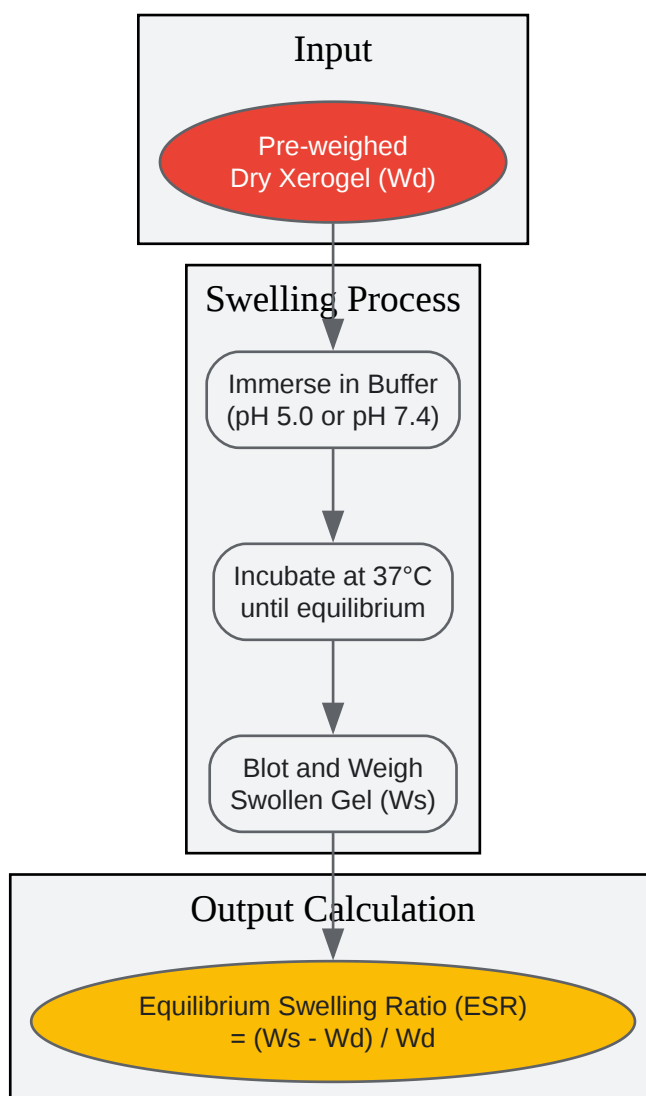 Input
Pre-weighed
Dry Xerogel (Wd)
Swelling Process
Immerse in Buffer
(pH 5.0 or pH 7.4)
Incubate at 37°C
until equilibrium
Blot and Weigh
Swollen Gel (Ws)
Output Calculation
Equilibrium Swelling Ratio (ESR)
= (Ws - Wd) / Wd